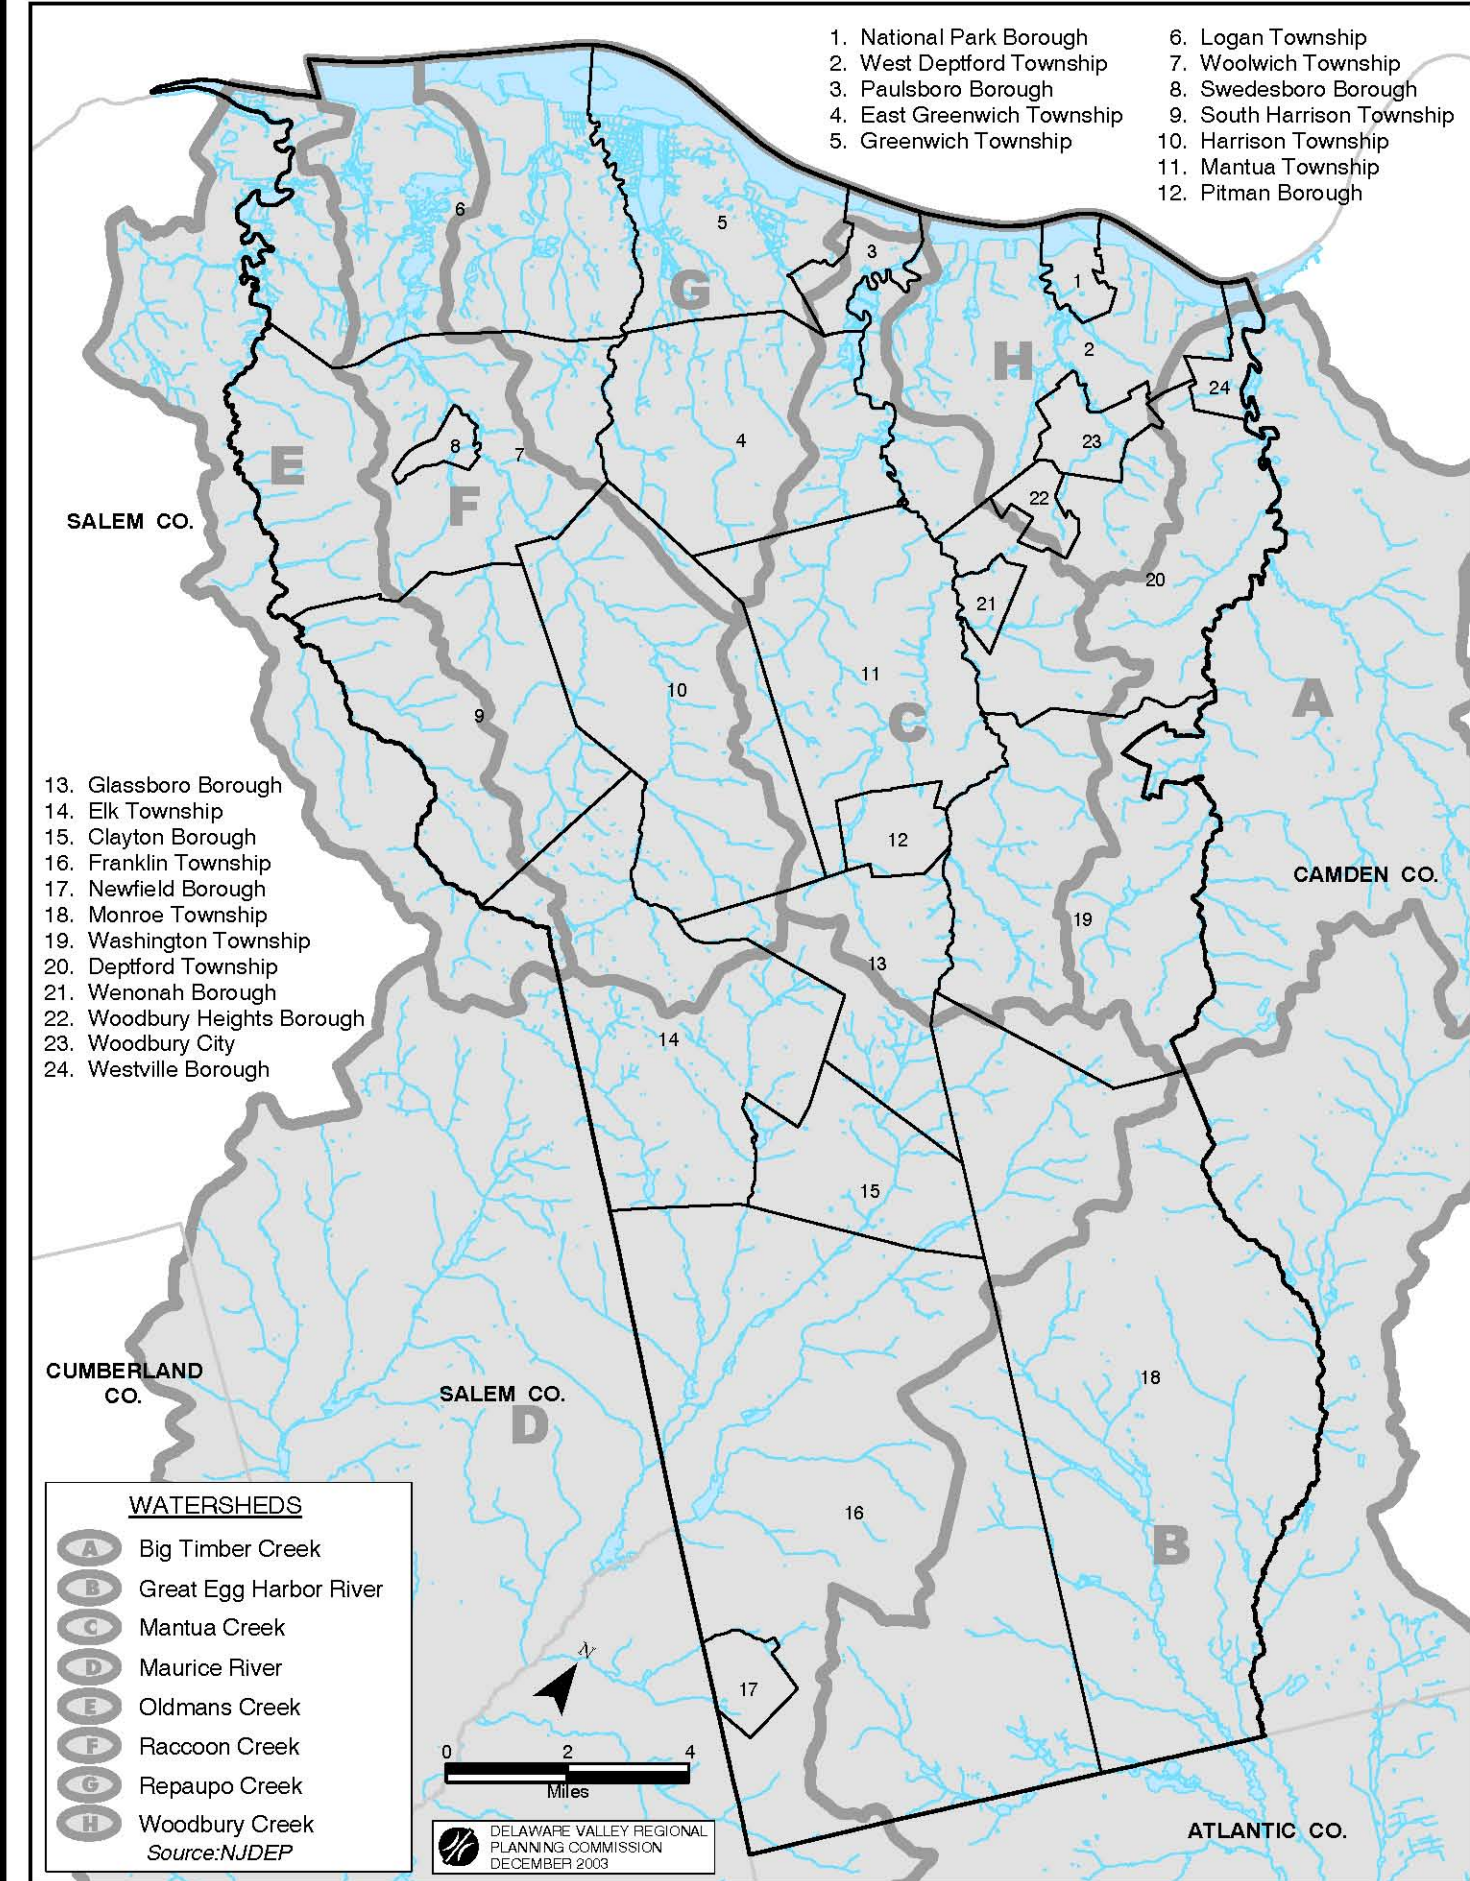 1. National Park Borough
2. West Deptford Township
3. Paulsboro Borough
4. East Greenwich Township
5. Greenwich Township
6. Logan Township
7. Woolwich Township
8. Swedesboro Borough
9. South Harrison Township
10. Harrison Township
11. Mantua Township
12. Pitman Borough
6
5
3
G
1
H
2
24
E
8
7
4
23
F
22
SALEM CO.
20
21
10
11
A
9
C
13. Glassboro Borough
14. Elk Township
15. Clayton Borough
16. Franklin Township
17. Newfield Borough
18. Monroe Township
19. Washington Township
20. Deptford Township
21. Wenonah Borough
22. Woodbury Heights Borough
23. Woodbury City
24. Westville Borough
12
CAMDEN CO.
19
13
14
15
CUMBERLAND
CO.
SALEM CO.
D
18
16
B
17
WATERSHEDS
A Big Timber Creek
B Great Egg Harbor River
C Mantua Creek
D Maurice River
E Oldmans Creek
F Raccoon Creek
G Repaupo Creek
H Woodbury Creek
Source:NJDEP
N
0 2 4
Miles
DELAWARE VALLEY REGIONAL
PLANNING COMMISSION
DECEMBER 2003
ATLANTIC CO.